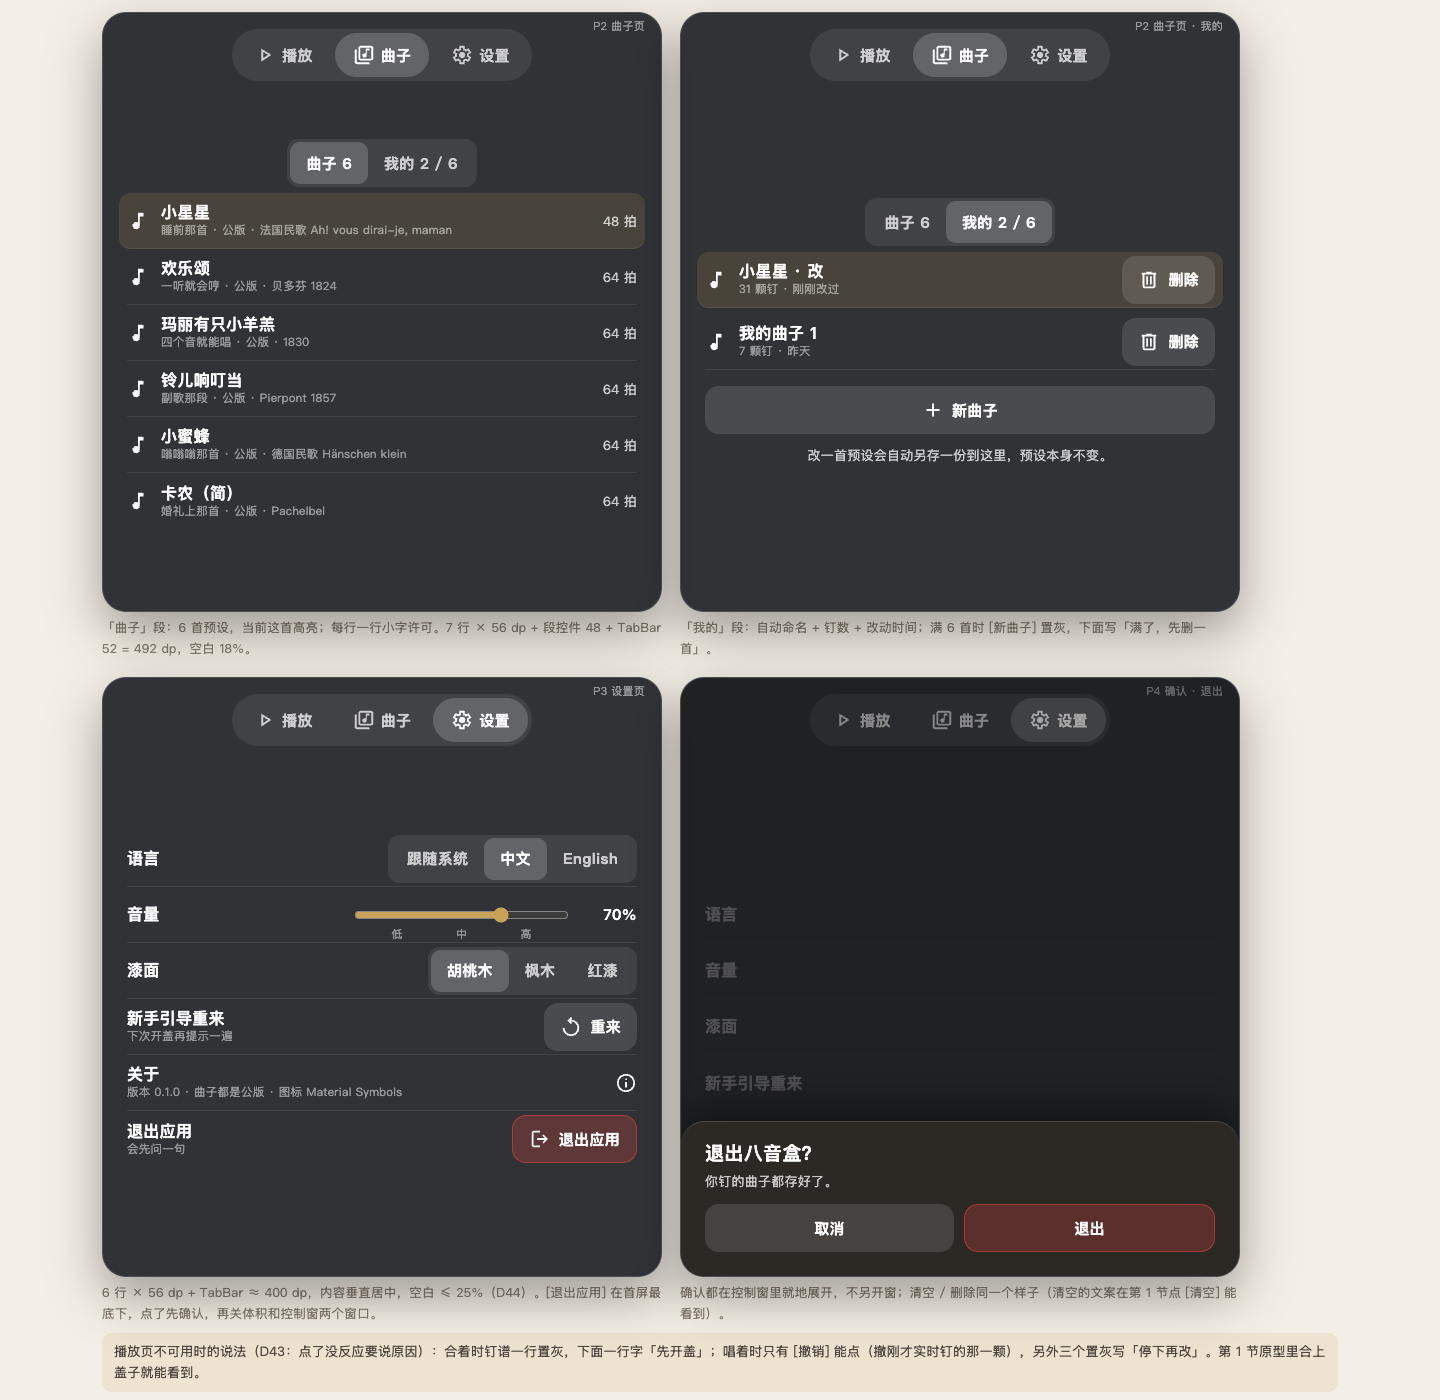 P2 曲子页
播放
曲子
设置
曲子 6
我的 2 / 6
小星星
睡前那首 · 公版 · 法国民歌 Ah! vous dirai-je, maman
48 拍
欢乐颂
一听就会哼 · 公版 · 贝多芬 1824
64 拍
玛丽有只小羊羔
四个音就能唱 · 公版 · 1830
64 拍
铃儿响叮当
副歌那段 · 公版 · Pierpont 1857
64 拍
小蜜蜂
嗡嗡嗡那首 · 公版 · 德国民歌 Hänschen klein
64 拍
卡农（简）
婚礼上那首 · 公版 · Pachelbel
64 拍
「曲子」段：6 首预设，当前这首高亮；每行一行小字许可。7 行 × 56 dp + 段控件 48 + TabBar
52 = 492 dp，空白 18%。
P2 曲子页 · 我的
播放
曲子
设置
曲子 6
我的 2 / 6
小星星 · 改
31 颗钉 · 刚刚改过
删除
我的曲子 1
7 颗钉 · 昨天
删除
新曲子
改一首预设会自动另存一份到这里，预设本身不变。
「我的」段：自动命名 + 钉数 + 改动时间；满 6 首时 [新曲子] 置灰，下面写「满了，先删一
首」。
P3 设置页
播放
曲子
设置
语言
跟随系统
中文
English
音量
70%
低
中
高
漆面
胡桃木
枫木
红漆
新手引导重来
下次开盖再提示一遍
重来
关于
版本 0.1.0 · 曲子都是公版 · 图标 Material Symbols
退出应用
会先问一句
退出应用
6 行 × 56 dp + TabBar ≈ 400 dp，内容垂直居中，空白 ≤ 25%（D44）。[退出应用] 在首屏最
底下，点了先确认，再关体积和控制窗两个窗口。
P4 确认 · 退出
播放
曲子
设置
语言
音量
漆面
新手引导重来
退出八音盒？
你钉的曲子都存好了。
取消
退出
确认都在控制窗里就地展开，不另开窗；清空 / 删除同一个样子（清空的文案在第 1 节点 [清空] 能
看到）。
播放页不可用时的说法（D43：点了没反应要说原因）：合着时钉谱一行置灰，下面一行字「先开盖」；唱着时只有 [撤销] 能点（撤刚才实时钉的那一颗），另外三个置灰写「停下再改」。第 1 节原型里合上
盖子就能看到。